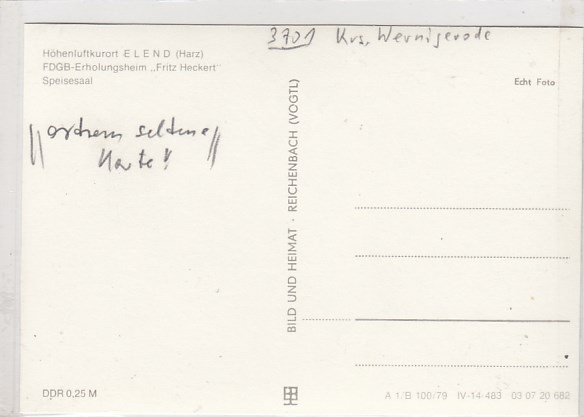 3701 Krs. Wernigerode
Höhenluftkurort E L E N D (Harz)
FDGB-Erholungsheim „Fritz Heckert"
Speisesaal
Echt Foto
seltene
Karte!
BILD UND HEIMAT · REICHENBACH (VOGTL)
DDR 0,25 M
A 1/B 100/79 IV-14-483 03 07 20 682